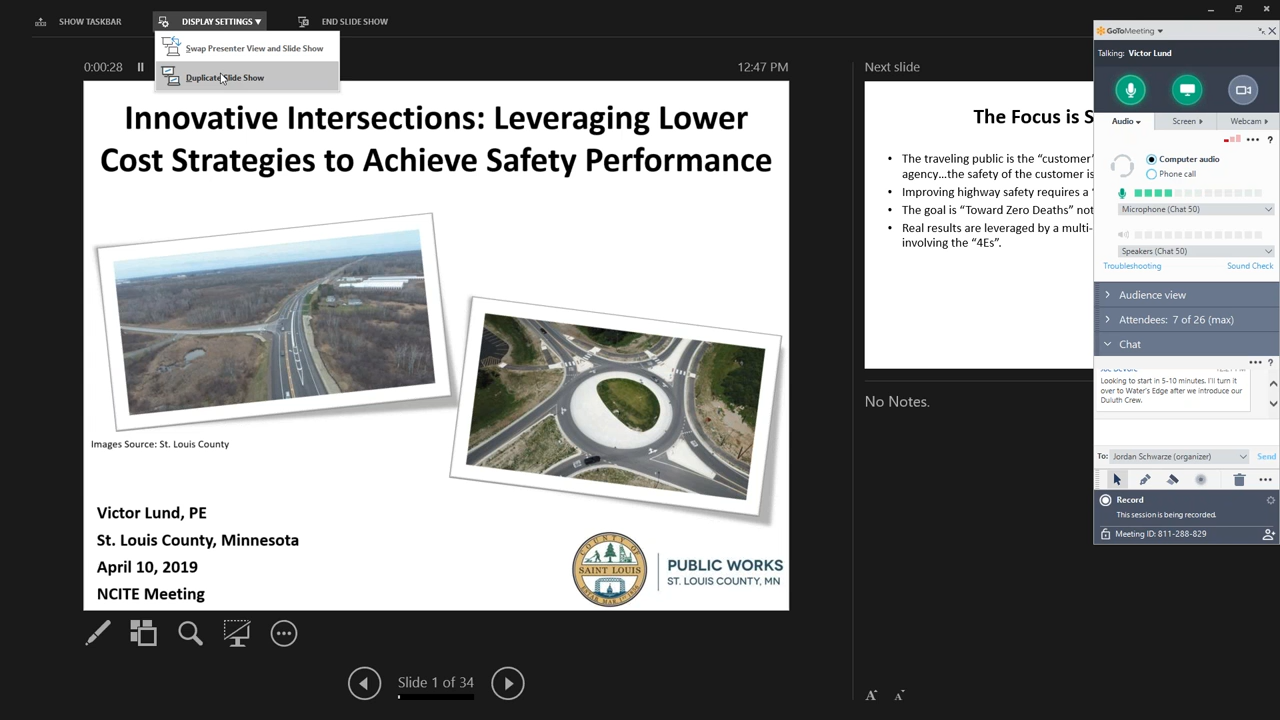 SHOW TASKBAR
DISPLAY SETTINGS ▼
END SLIDE SHOW
Swap Presenter View and Slide Show
Duplicate Slide Show
0:00:28
12:47 PM
Innovative Intersections: Leveraging Lower
Cost Strategies to Achieve Safety Performance
Images Source: St. Louis County
Victor Lund, PE
St. Louis County, Minnesota
April 10, 2019
NCITE Meeting
COUNTY OF
SAINT LOUIS
PUBLIC WORKS
ST. LOUIS COUNTY, MN
Slide 1 of 34
Next slide
The Focus is S
• The traveling public is the “customer”
agency...the safety of the customer is
• Improving highway safety requires a “
• The goal is “Toward Zero Deaths” not
• Real results are leveraged by a multi-
involving the “4Es”.
No Notes.
A A
GoToMeeting
Talking: Victor Lund
Audio
Screen
Webcam
?
Computer audio
Phone call
Microphone (Chat 50)
Speakers (Chat 50)
Troubleshooting
Sound Check
Audience view
Attendees: 7 of 26 (max)
Chat
?
Looking to start in 5-10 minutes. I'll turn it
over to Water's Edge after we introduce our
Duluth Crew.
To: Jordan Schwarze (organizer)
Send
Record
This session is being recorded.
Meeting ID: 811-288-829